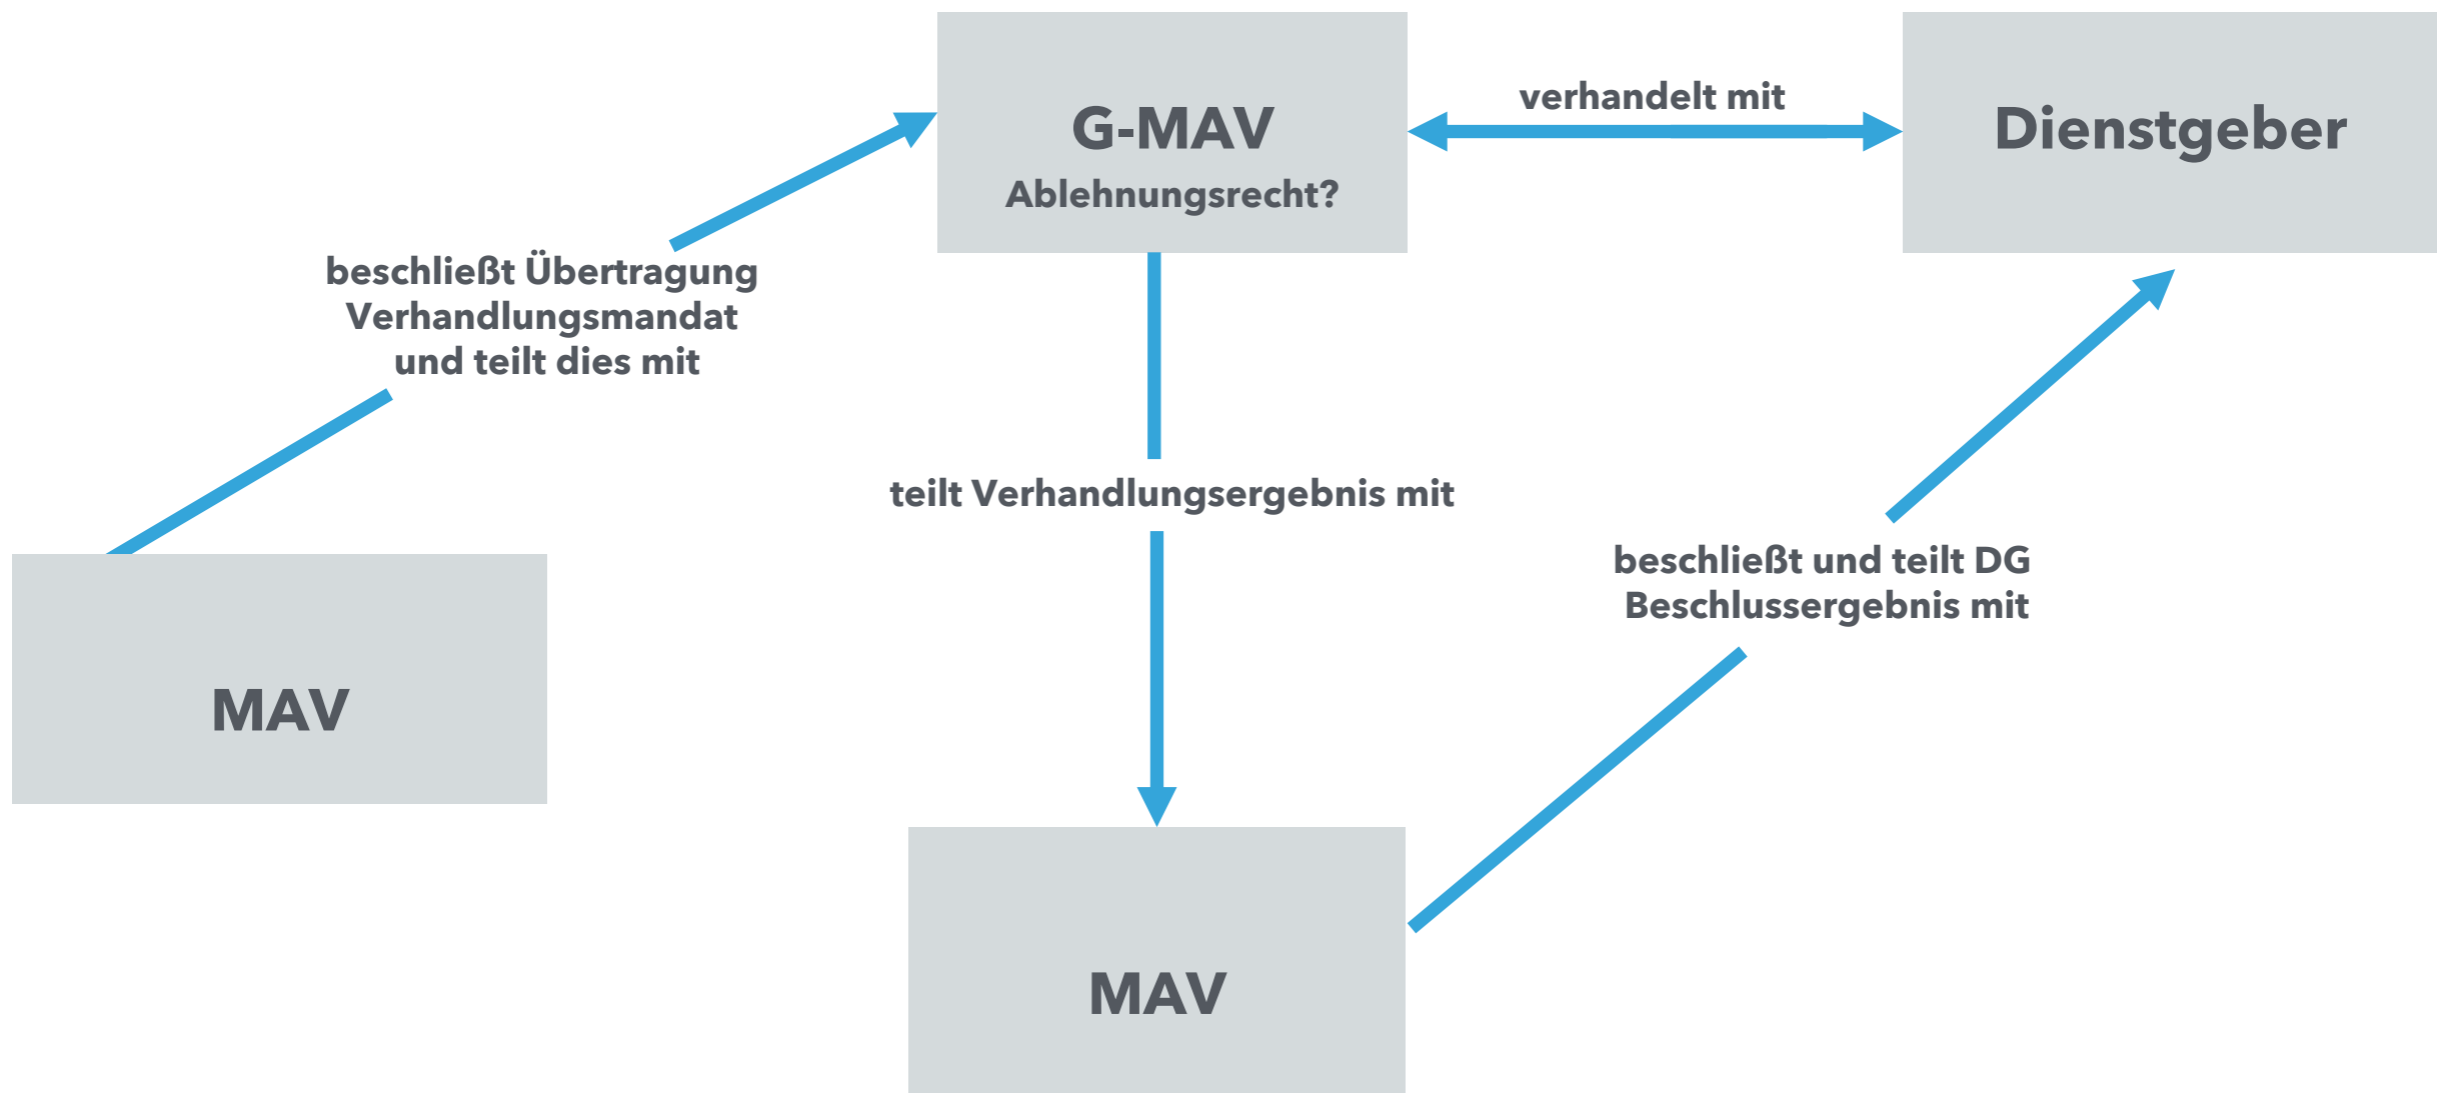 G-MAV
Ablehnungsrecht?
verhandelt mit
Dienstgeber
beschließt Übertragung
Verhandlungsmandat
und teilt dies mit
teilt Verhandlungsergebnis mit
beschließt und teilt DG
Beschlussergebnis mit
MAV
MAV